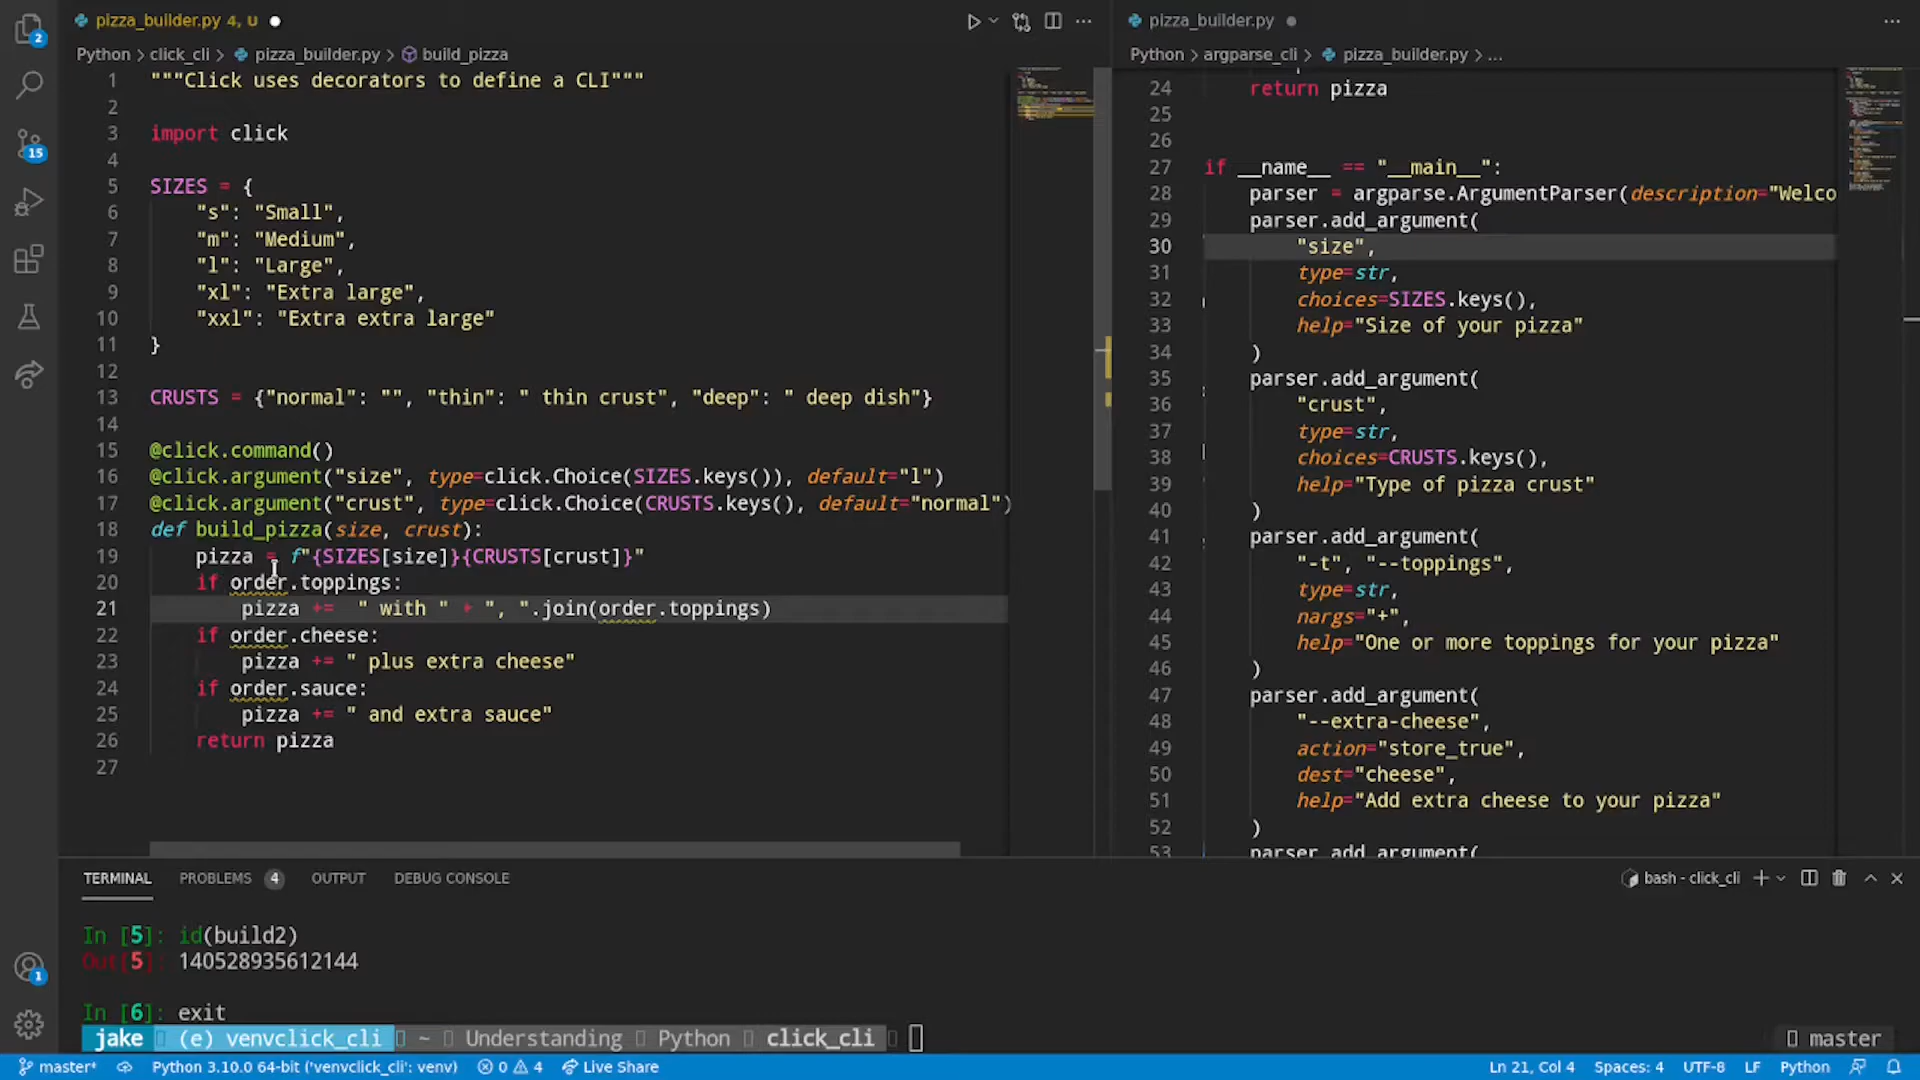 2
15
1
pizza_builder.py 4, U
Python > click_cli > pizza_builder.py > build_pizza
1 """Click uses decorators to define a CLI"""
2
3 import click
4
5 SIZES = {
6 "s": "Small",
7 "m": "Medium",
8 "l": "Large",
9 "xl": "Extra large",
10 "xxl": "Extra extra large"
11 }
12
13 CRUSTS = {"normal": "", "thin": " thin crust", "deep": " deep dish"}
14
15 @click.command()
16 @click.argument("size", type=click.Choice(SIZES.keys()), default="l")
17 @click.argument("crust", type=click.Choice(CRUSTS.keys(), default="normal")
18 def build_pizza(size, crust):
19 pizza = f"{SIZES[size]}{CRUSTS[crust]}"
20 if order.toppings:
21 pizza += " with " + ", ".join(order.toppings)
22 if order.cheese:
23 pizza += " plus extra cheese"
24 if order.sauce:
25 pizza += " and extra sauce"
26 return pizza
27
pizza_builder.py
Python > argparse_cli > pizza_builder.py > ...
24 return pizza
25
26
27 if __name__ == "__main__":
28 parser = argparse.ArgumentParser(description="Welco
29 parser.add_argument(
30 "size",
31 type=str,
32 choices=SIZES.keys(),
33 help="Size of your pizza"
34 )
35 parser.add_argument(
36 "crust",
37 type=str,
38 choices=CRUSTS.keys(),
39 help="Type of pizza crust"
40 )
41 parser.add_argument(
42 "-t", "--toppings",
43 type=str,
44 nargs="+",
45 help="One or more toppings for your pizza"
46 )
47 parser.add_argument(
48 "--extra-cheese",
49 action="store_true",
50 dest="cheese",
51 help="Add extra cheese to your pizza"
52 )
53 parser.add_argument(
TERMINAL PROBLEMS 4 OUTPUT DEBUG CONSOLE bash - click_cli
In [5]: id(build2)
Out[5]: 140528935612144
In [6]: exit
jake (e) venvclick_cli ~ Understanding Python click_cli master
master* Python 3.10.0 64-bit ('venvclick_cli': venv) 0 4 Live Share Ln 21, Col 4 Spaces: 4 UTF-8 LF Python